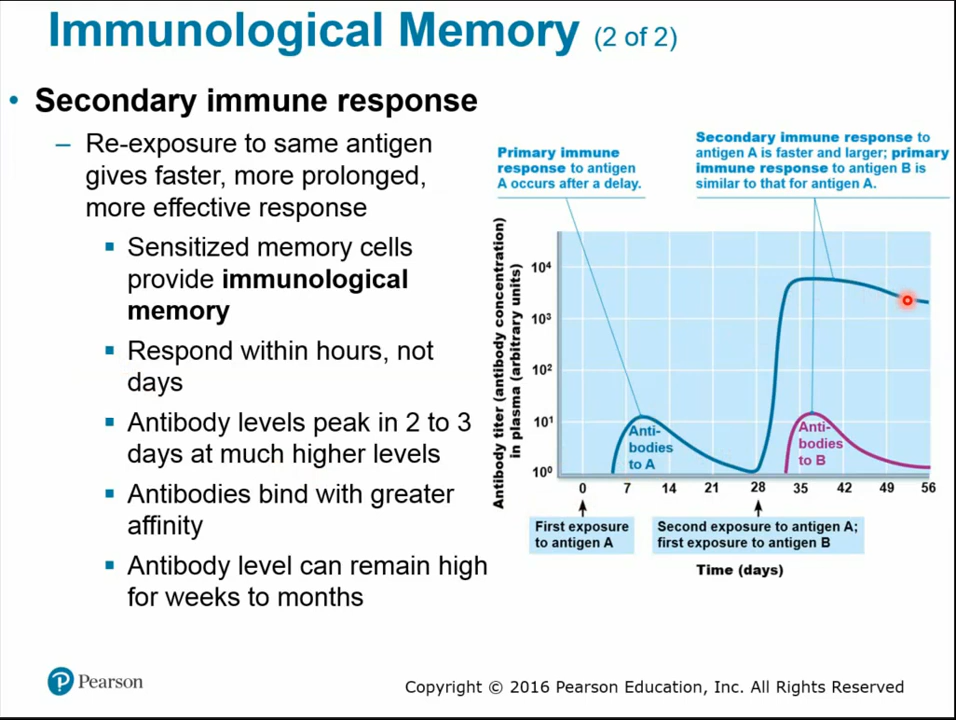 Immunological Memory (2 of 2)
• Secondary immune response
– Re-exposure to same antigen
gives faster, more prolonged,
more effective response
▪ Sensitized memory cells
provide immunological
memory
▪ Respond within hours, not
days
▪ Antibody levels peak in 2 to 3
days at much higher levels
▪ Antibodies bind with greater
affinity
▪ Antibody level can remain high
for weeks to months
Primary immune
response to antigen
A occurs after a delay.
Secondary immune response to
antigen A is faster and larger; primary
immune response to antigen B is
similar to that for antigen A.
Antibody titer (antibody concentration)
in plasma (arbitrary units)
10⁴
10³
10²
10¹
10⁰
Anti-
bodies
to A
Anti-
bodies
to B
0 7 14 21 28 35 42 49 56
First exposure
to antigen A
Second exposure to antigen A;
first exposure to antigen B
Time (days)
P Pearson
Copyright © 2016 Pearson Education, Inc. All Rights Reserved